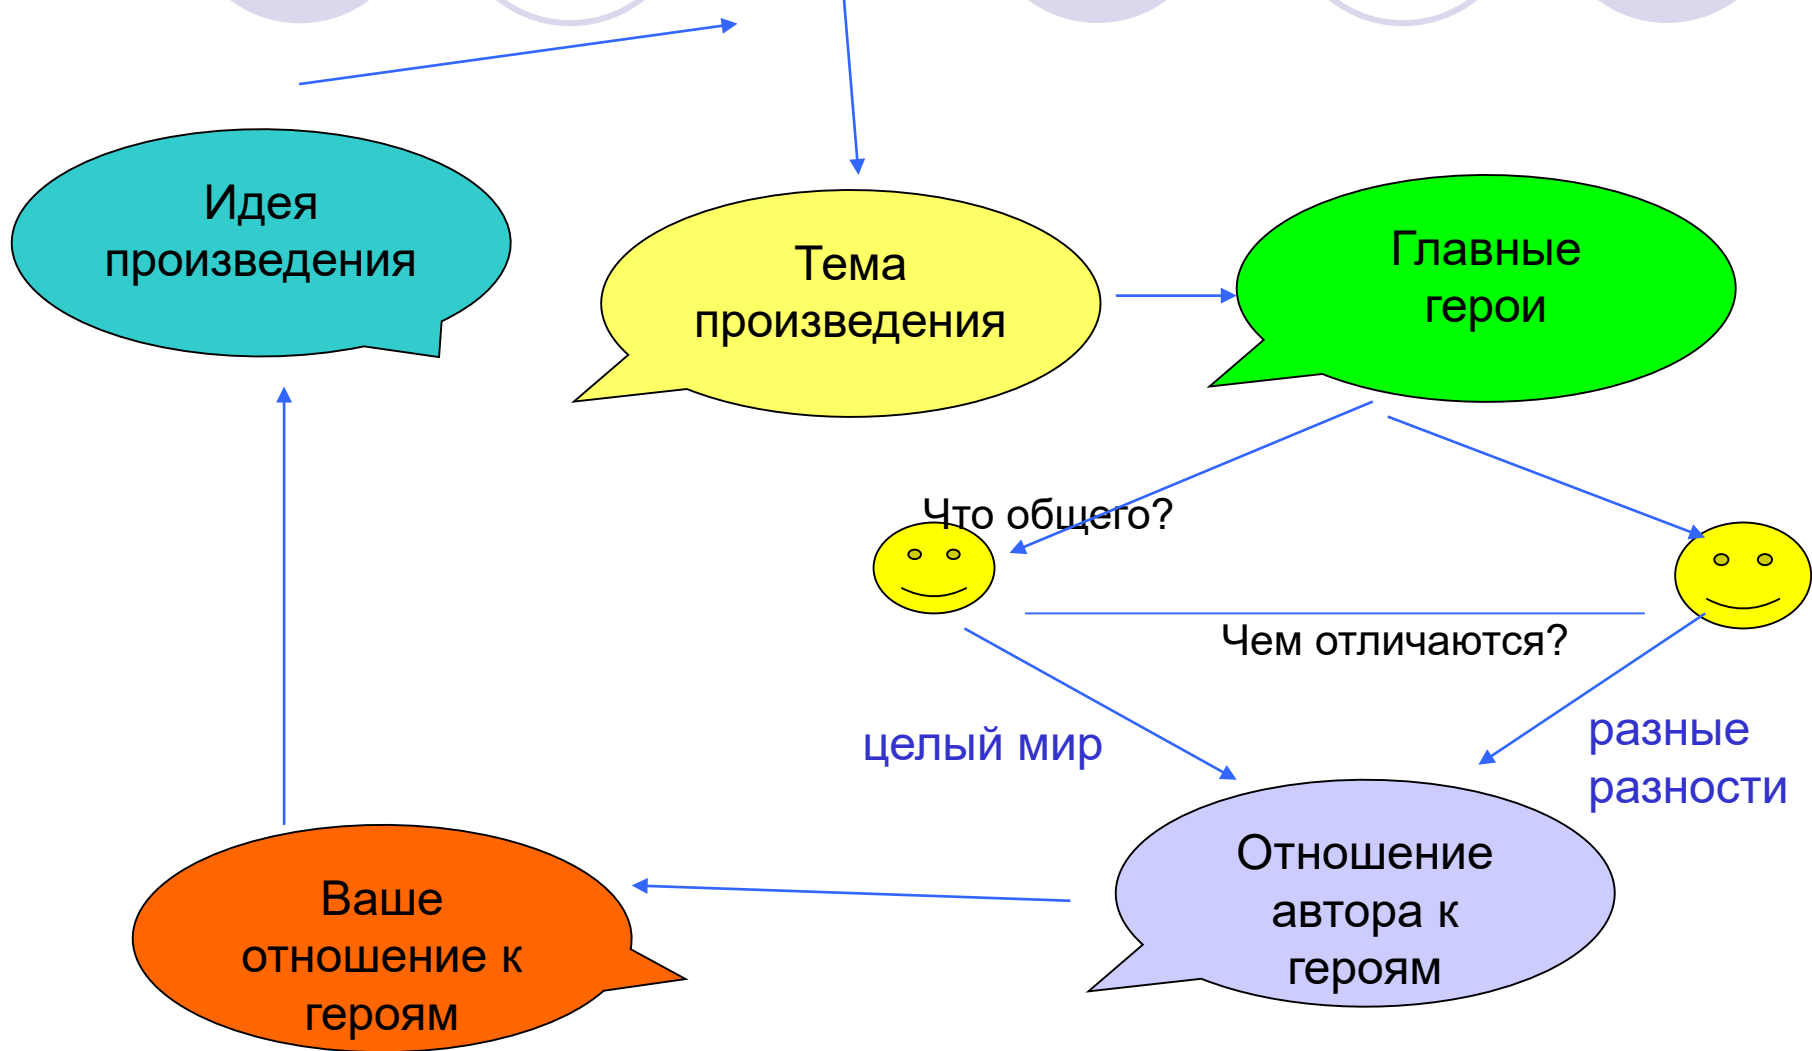 Идея
произведения
Тема
произведения
Главные
герои
Что общего?
Чем отличаются?
целый мир
разные
разности
Отношение
автора к
героям
Ваше
отношение к
героям